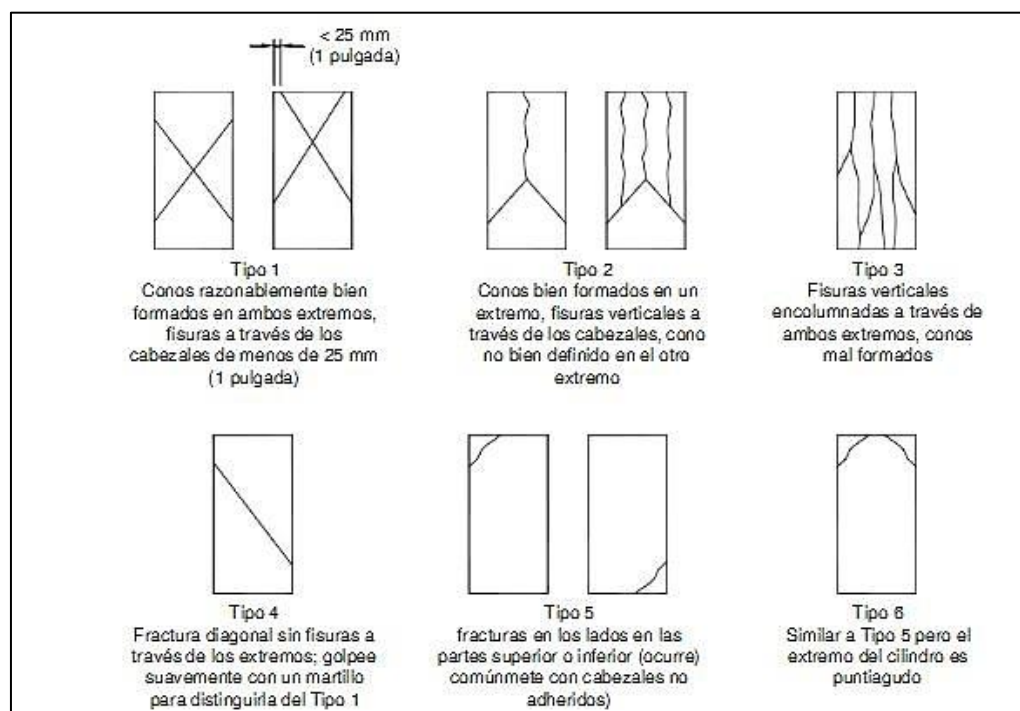 < 25 mm
(1 pulgada)
Tipo 1
Conos razonablemente bien
formados en ambos extremos,
fisuras a través de los
cabezales de menos de 25 mm
(1 pulgada)
Tipo 2
Conos bien formados en un
extremo, fisuras verticales a
través de los cabezales, cono
no bien definido en el otro
extremo
Tipo 3
Fisuras verticales
encolumnadas a través de
ambos extremos, conos
mal formados
Tipo 4
Fractura diagonal sin fisuras a
través de los extremos; golpee
suavemente con un martillo
para distinguirla del Tipo 1
Tipo 5
fracturas en los lados en las
partes superior o inferior (ocurre)
comúnmete con cabezales no
adheridos)
Tipo 6
Similar a Tipo 5 pero el
extremo del cilindro es
puntiagudo